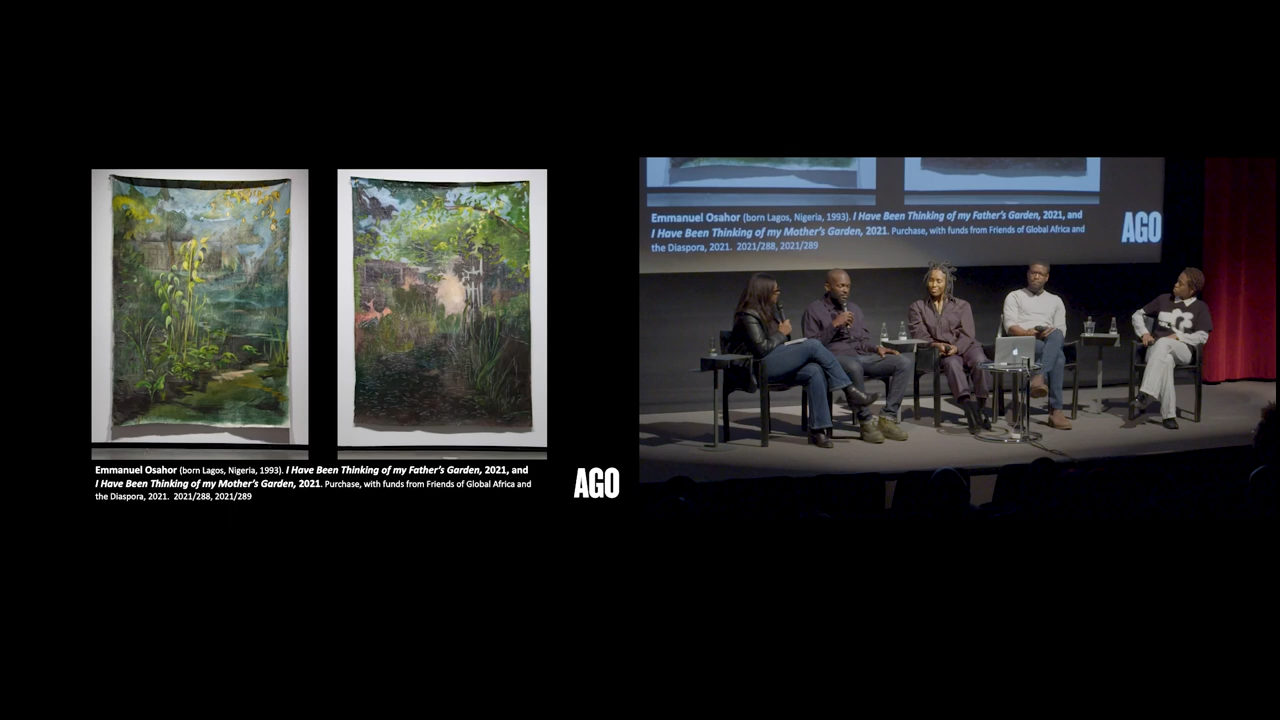 Emmanuel Osahor (born Lagos, Nigeria, 1993). I Have Been Thinking of my Father's Garden, 2021, and
I Have Been Thinking of my Mother's Garden, 2021. Purchase, with funds from Friends of Global Africa and
the Diaspora, 2021. 2021/288, 2021/289
AGO
Emmanuel Osahor (born Lagos, Nigeria, 1993). I Have Been Thinking of my Father's Garden, 2021, and
I Have Been Thinking of my Mother's Garden, 2021. Purchase, with funds from Friends of Global Africa and
the Diaspora, 2021. 2021/288, 2021/289
AGO